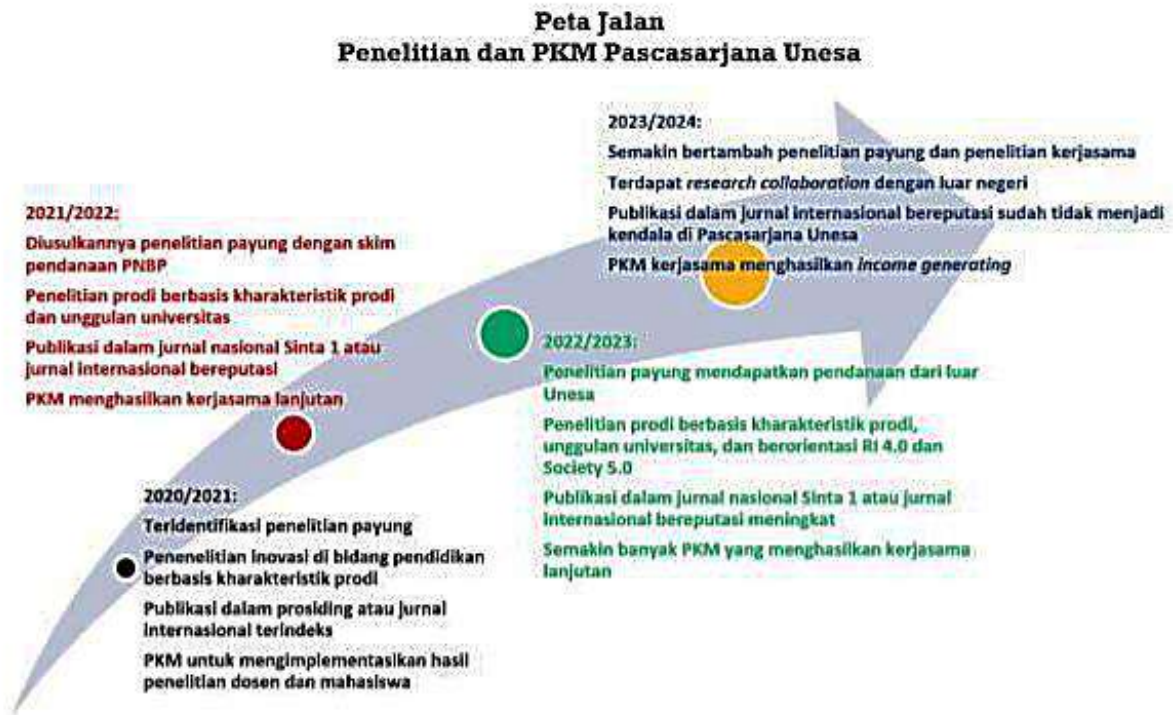 Peta Jalan
Penelitian dan PKM Pascasarjana Unesa
2023/2024:
Semakin bertambah penelitian payung dan penelitian kerjasama
Terdapat research collaboration dengan luar negeri
Publikasi dalam jurnal internasional bereputasi sudah tidak menjadi
kendala di Pascasarjana Unesa
PKM kerjasama menghasilkan income generating
2021/2022:
Diusulkannya penelitian payung dengan skim
pendanaan PNBP
Penelitian prodi berbasis kharakteristik prodi
dan unggulan universitas
Publikasi dalam jurnal nasional Sinta 1 atau
jurnal internasional bereputasi
PKM menghasilkan kerjasama lanjutan
2022/2023:
Penelitian payung mendapatkan pendanaan dari luar
Unesa
Penelitian prodi berbasis kharakteristik prodi,
unggulan universitas, dan berorientasi RI 4.0 dan
Society 5.0
Publikasi dalam jurnal nasional Sinta 1 atau jurnal
internasional bereputasi meningkat
Semakin banyak PKM yang menghasilkan kerjasama
lanjutan
2020/2021:
Teridentifikasi penelitian payung
Penenelitian inovasi di bidang pendidikan
berbasis kharakteristik prodi
Publikasi dalam prosiding atau jurnal
internasional terindeks
PKM untuk mengimplementasikan hasil
penelitian dosen dan mahasiswa